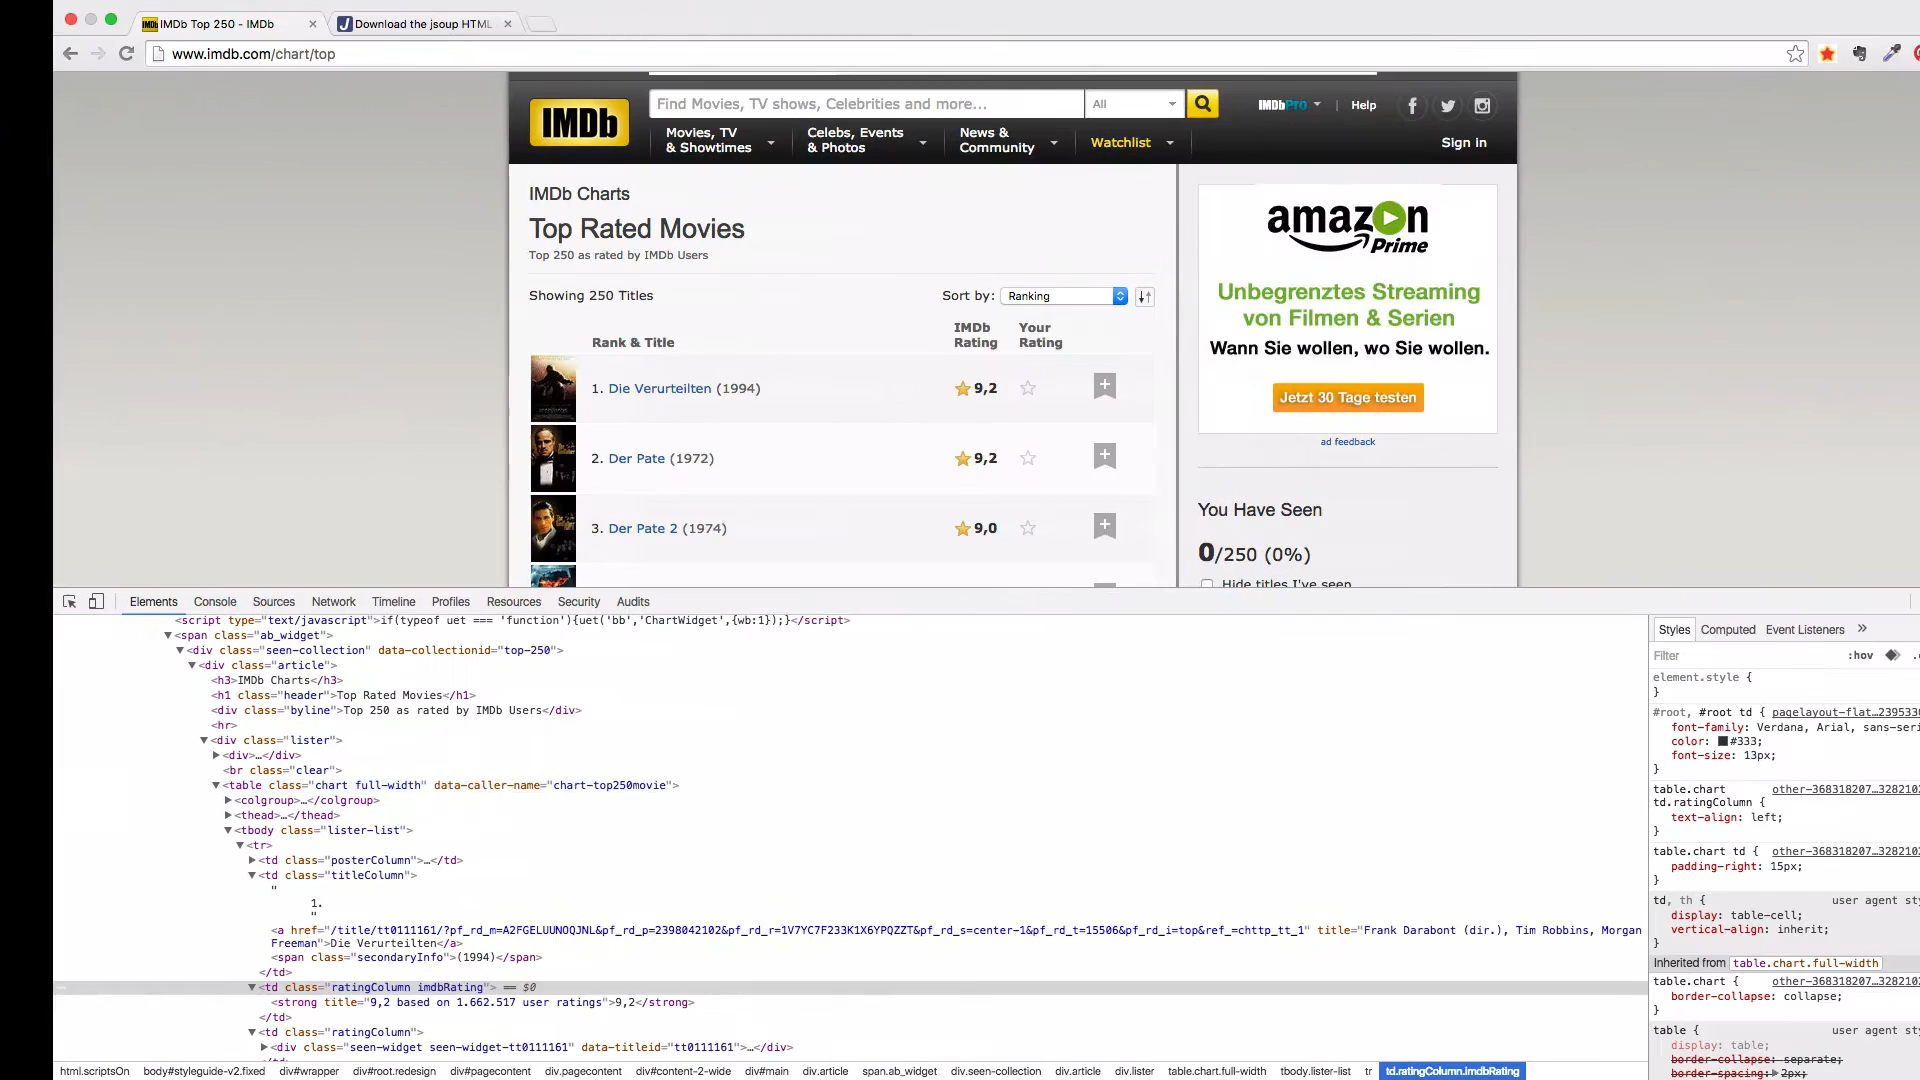 IMDb IMDb Top 250 - IMDb
Download the jsoup HTML
www.imdb.com/chart/top
IMDb
Find Movies, TV shows, Celebrities and more...
All
IMDbPro
|
Help
Movies, TV
& Showtimes
Celebs, Events
& Photos
News &
Community
Watchlist
Sign in
IMDb Charts
Top Rated Movies
Top 250 as rated by IMDb Users
Showing 250 Titles
Sort by:
Ranking
Rank & Title
IMDb
Rating
Your
Rating
1. Die Verurteilten (1994)
9,2
2. Der Pate (1972)
9,2
3. Der Pate 2 (1974)
9,0
amazon
Prime
Unbegrenztes Streaming
von Filmen & Serien
Wann Sie wollen, wo Sie wollen.
Jetzt 30 Tage testen
ad feedback
You Have Seen
0/250 (0%)
Hide titles I've seen
Elements Console Sources Network Timeline Profiles Resources Security Audits
<script type="text/javascript">if(typeof uet === 'function'){uet('bb','ChartWidget',{wb:1});}</script>
<span class="ab_widget">
<div class="seen-collection" data-collectionid="top-250">
<div class="article">
<h3>IMDb Charts</h3>
<h1 class="header">Top Rated Movies</h1>
<div class="byline">Top 250 as rated by IMDb Users</div>
<hr>
<div class="lister">
<div>…</div>
<br class="clear">
<table class="chart full-width" data-caller-name="chart-top250movie">
<colgroup>…</colgroup>
<thead>…</thead>
<tbody class="lister-list">
<tr>
<td class="posterColumn">…</td>
<td class="titleColumn">
"
1.
"
<a href="/title/tt0111161/?pf_rd_m=A2FGELUUNOQJNL&pf_rd_p=2398042102&pf_rd_r=1V7YC7F233K1X6YPQZZT&pf_rd_s=center-1&pf_rd_t=15506&pf_rd_i=top&ref_=chttp_tt_1" title="Frank Darabont (dir.), Tim Robbins, Morgan
Freeman">Die Verurteilten</a>
<span class="secondaryInfo">(1994)</span>
</td>
<td class="ratingColumn imdbRating"> == $0
<strong title="9,2 based on 1.662.517 user ratings">9,2</strong>
</td>
<td class="ratingColumn">
<div class="seen-widget seen-widget-tt0111161" data-titleid="tt0111161">…</div>
html.scriptsOn body#styleguide-v2.fixed div#wrapper div#root.redesign div#pagecontent div.pagecontent div#content-2-wide div#main div.article span.ab_widget div.seen-collection div.article div.lister table.chart.full-width tbody.lister-list tr td.ratingColumn.imdbRating
Styles Computed Event Listeners »
Filter
:hov
element.style {
}
#root, #root td { pagelayout-flat…2395330
font-family: Verdana, Arial, sans-seri
color: #333;
font-size: 13px;
}
table.chart other-368318207…3282102
td.ratingColumn {
text-align: left;
}
table.chart td { other-368318207…3282102
padding-right: 15px;
}
td, th { user agent sty
display: table-cell;
vertical-align: inherit;
}
Inherited from table.chart.full-width
table.chart { other-368318207…3282102
border-collapse: collapse;
}
table { user agent sty
display: table;
border-collapse: separate;
border-spacing: 2px;